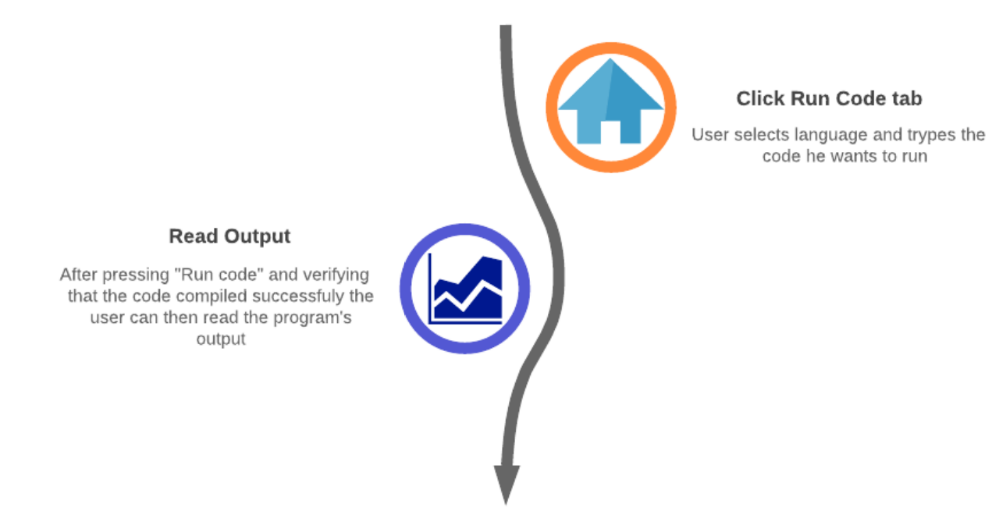 Click Run Code tab
User selects language and trypes the
code he wants to run
Read Output
After pressing "Run code" and verifying
that the code compiled successfuly the
user can then read the program's
output